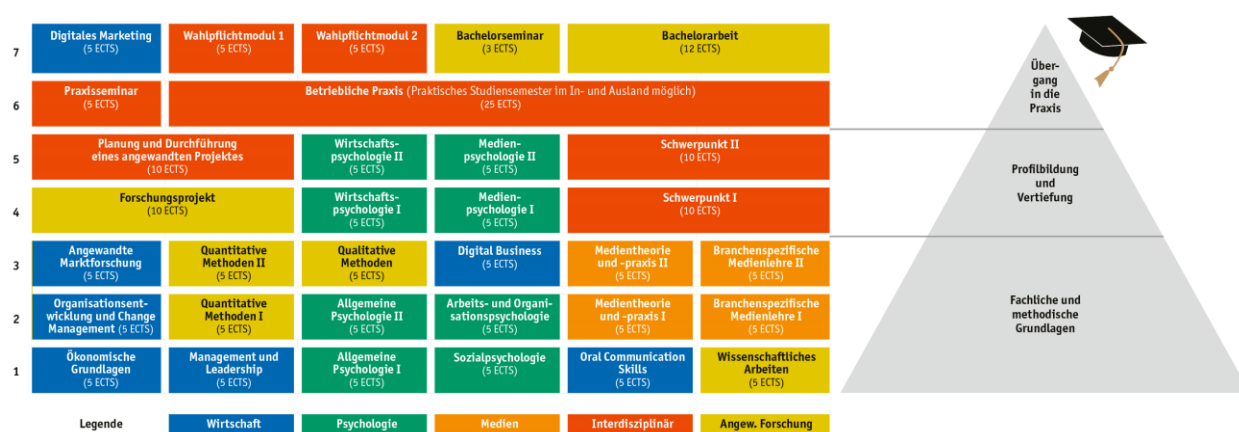 7
Digitales Marketing
(5 ECTS)
Wahlpflichtmodul 1
(5 ECTS)
Wahlpflichtmodul 2
(5 ECTS)
Bachelorseminar
(3 ECTS)
Bachelorarbeit
(12 ECTS)
6
Praxisseminar
(5 ECTS)
Betriebliche Praxis (Praktisches Studiensemester im In- und Ausland möglich)
(25 ECTS)
5
Planung und Durchführung
eines angewandten Projektes
(10 ECTS)
Wirtschafts-
psychologie II
(5 ECTS)
Medien-
psychologie II
(5 ECTS)
Schwerpunkt II
(10 ECTS)
4
Forschungsprojekt
(10 ECTS)
Wirtschafts-
psychologie I
(5 ECTS)
Medien-
psychologie I
(5 ECTS)
Schwerpunkt I
(10 ECTS)
3
Angewandte
Marktforschung
(5 ECTS)
Quantitative
Methoden II
(5 ECTS)
Qualitative
Methoden
(5 ECTS)
Digital Business
(5 ECTS)
Medientheorie
und -praxis II
(5 ECTS)
Branchenspezifische
Medienlehre II
(5 ECTS)
2
Organisationsent-
wicklung und Change
Management (5 ECTS)
Quantitative
Methoden I
(5 ECTS)
Allgemeine
Psychologie II
(5 ECTS)
Arbeits- und Organi-
sationspsychologie
(5 ECTS)
Medientheorie
und -praxis I
(5 ECTS)
Branchenspezifische
Medienlehre I
(5 ECTS)
1
Ökonomische
Grundlagen
(5 ECTS)
Management und
Leadership
(5 ECTS)
Allgemeine
Psychologie I
(5 ECTS)
Sozialpsychologie
(5 ECTS)
Oral Communication
Skills
(5 ECTS)
Wissenschaftliches
Arbeiten
(5 ECTS)
Legende
Wirtschaft
Psychologie
Medien
Interdisziplinär
Angew. Forschung
Über-
gang
in die
Praxis
Profilbildung
und
Vertiefung
Fachliche und
methodische
Grundlagen